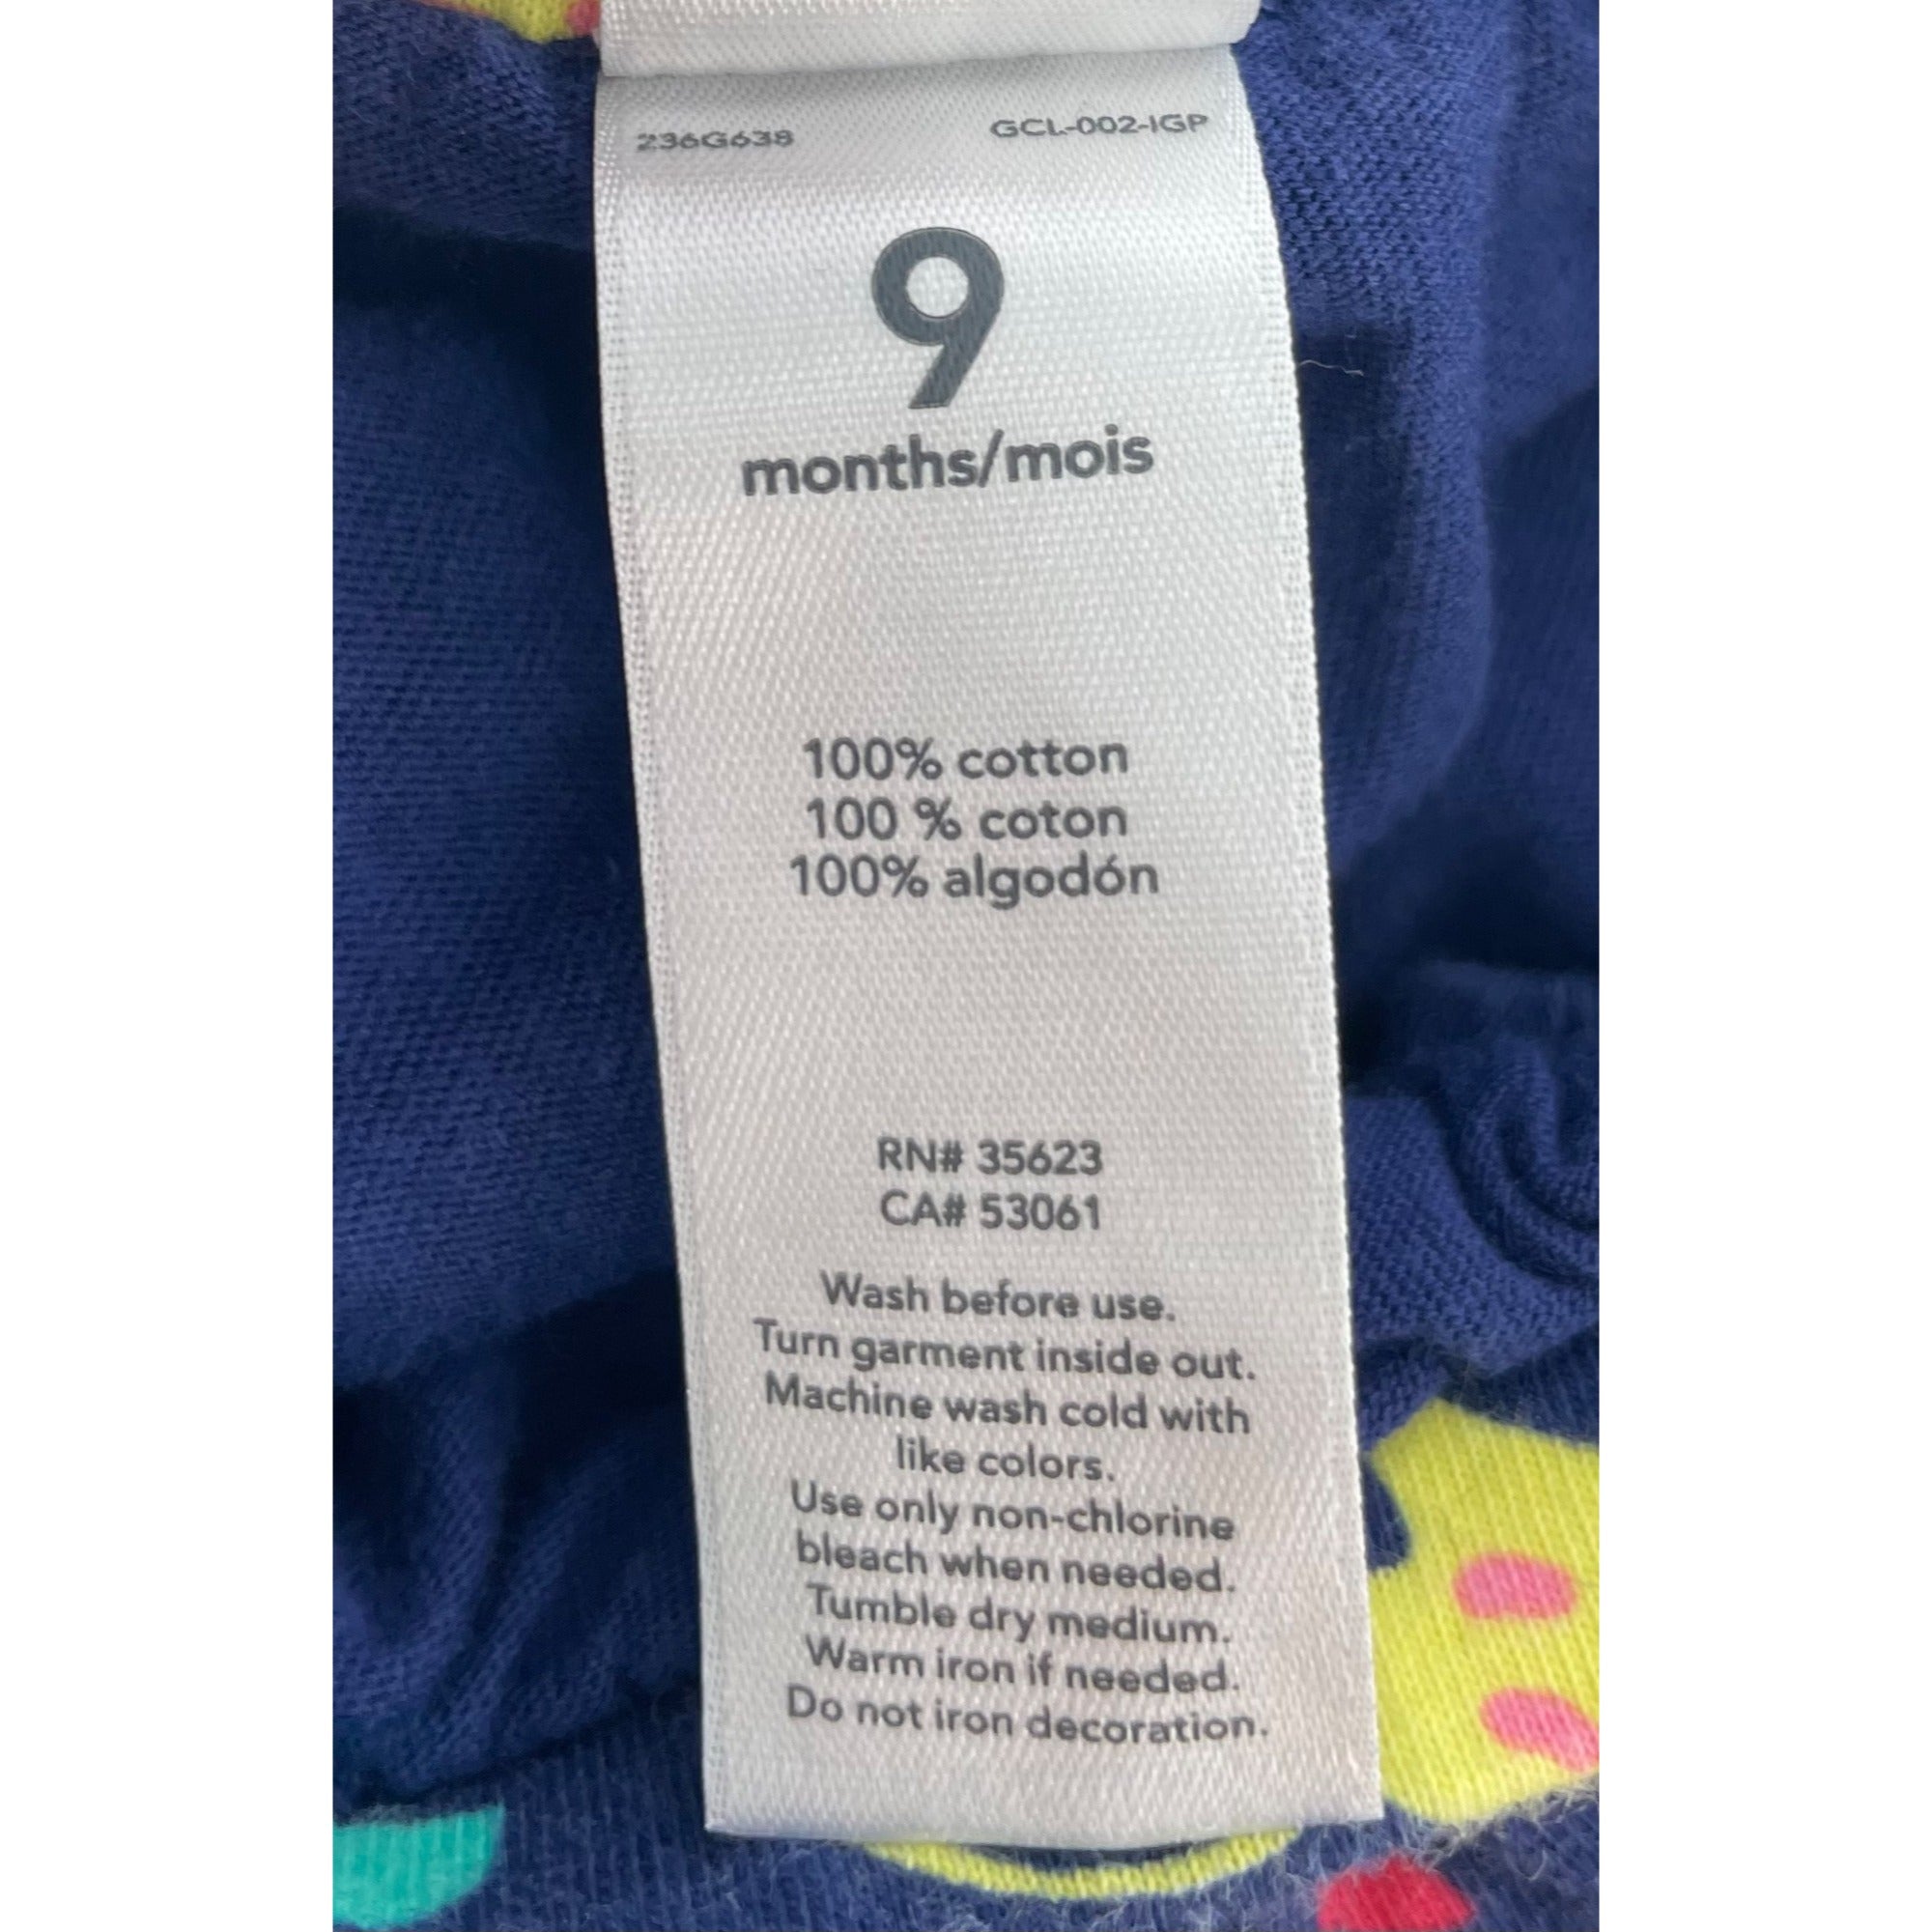 236G638 GCL-002-IGP
9
months/mois
100% cotton
100 % coton
100% algodón
RN# 35623
CA# 53061
Wash before use.
Turn garment inside out.
Machine wash cold with
like colors.
Use only non-chlorine
bleach when needed.
Tumble dry medium.
Warm iron if needed.
Do not iron decoration.